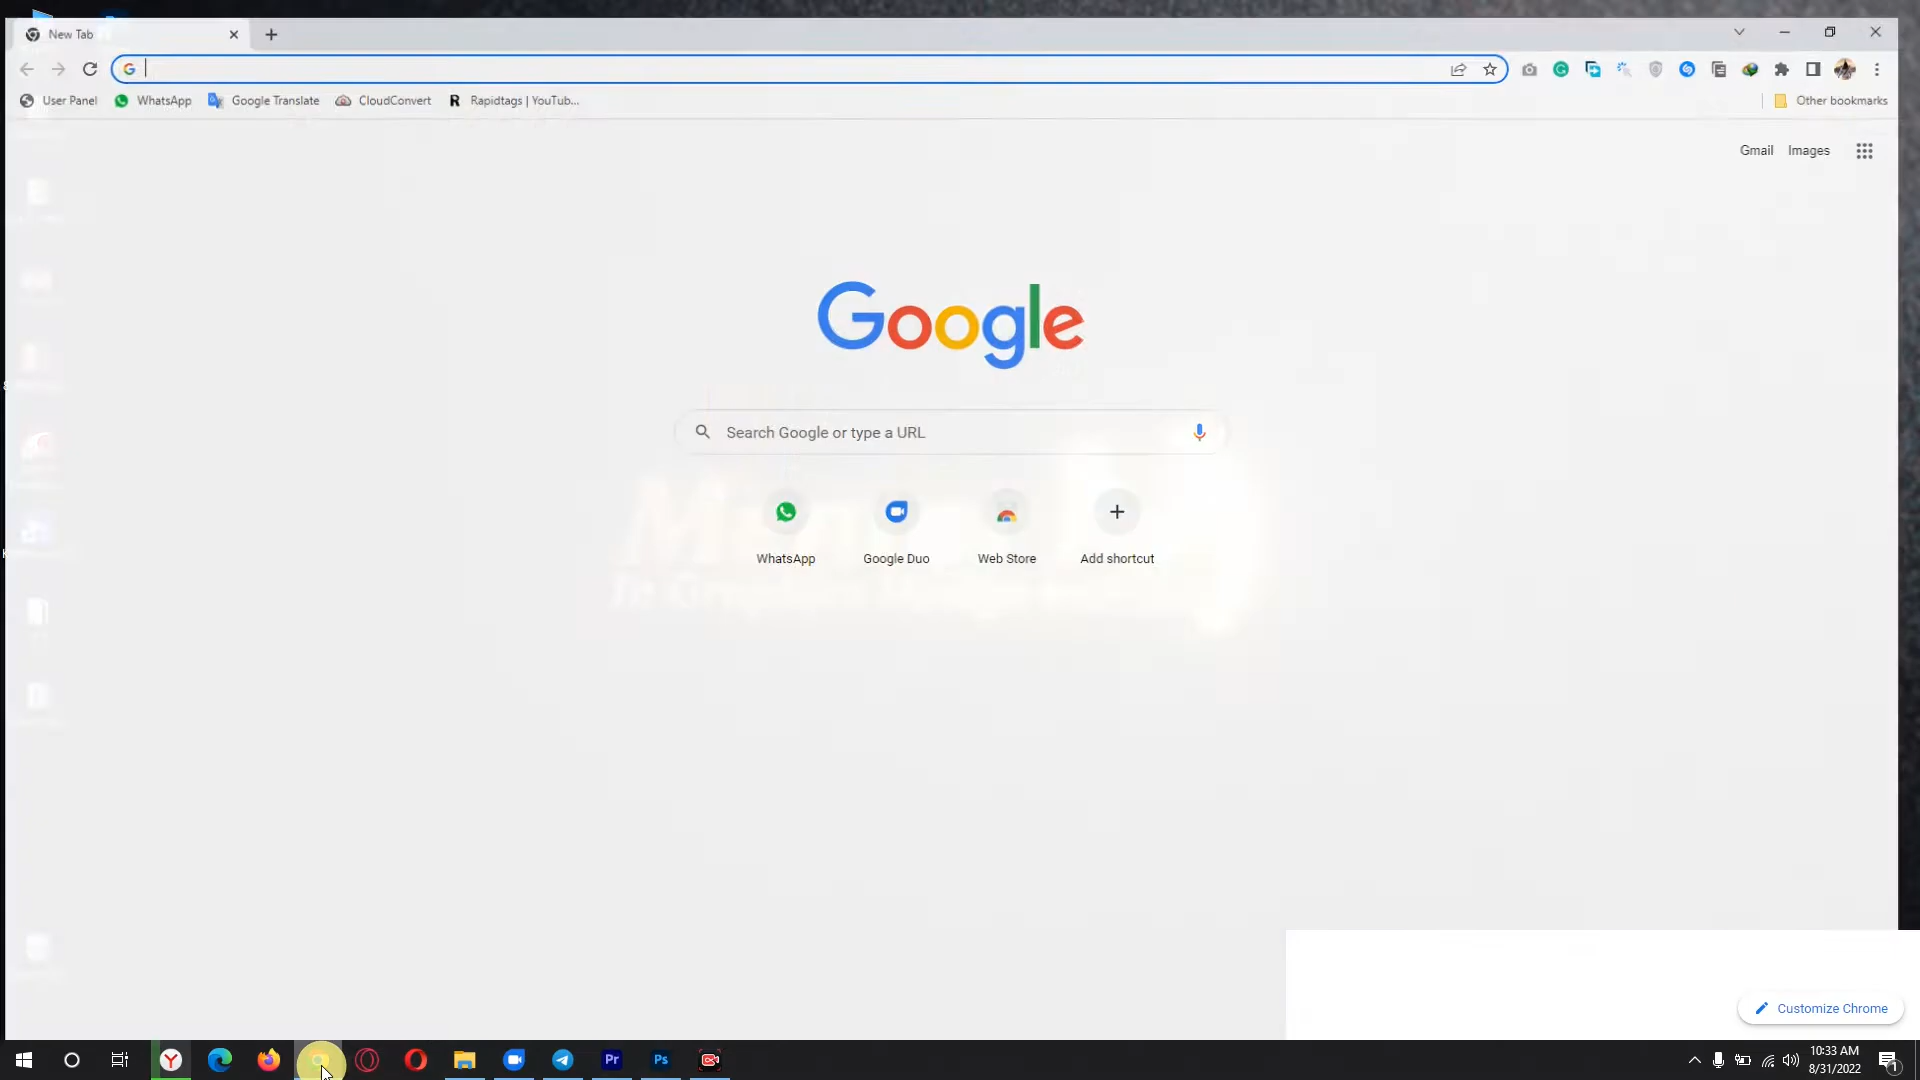 New Tab
G
User Panel
WhatsApp
Google Translate
CloudConvert
R Rapidtags | YouTub...
Other bookmarks
Gmail
Images
Google
Search Google or type a URL
WhatsApp
Google Duo
Web Store
Add shortcut
Customize Chrome
Pr
Ps
10:33 AM
8/31/2022
1